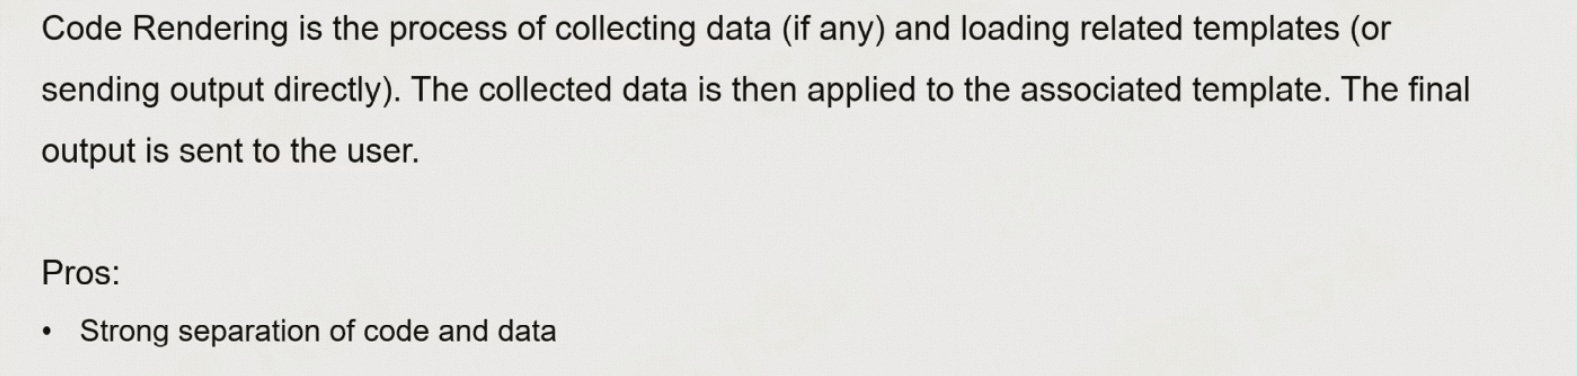 Code Rendering is the process of collecting data (if any) and loading related templates (or
sending output directly). The collected data is then applied to the associated template. The final
output is sent to the user.
Pros:
• Strong separation of code and data